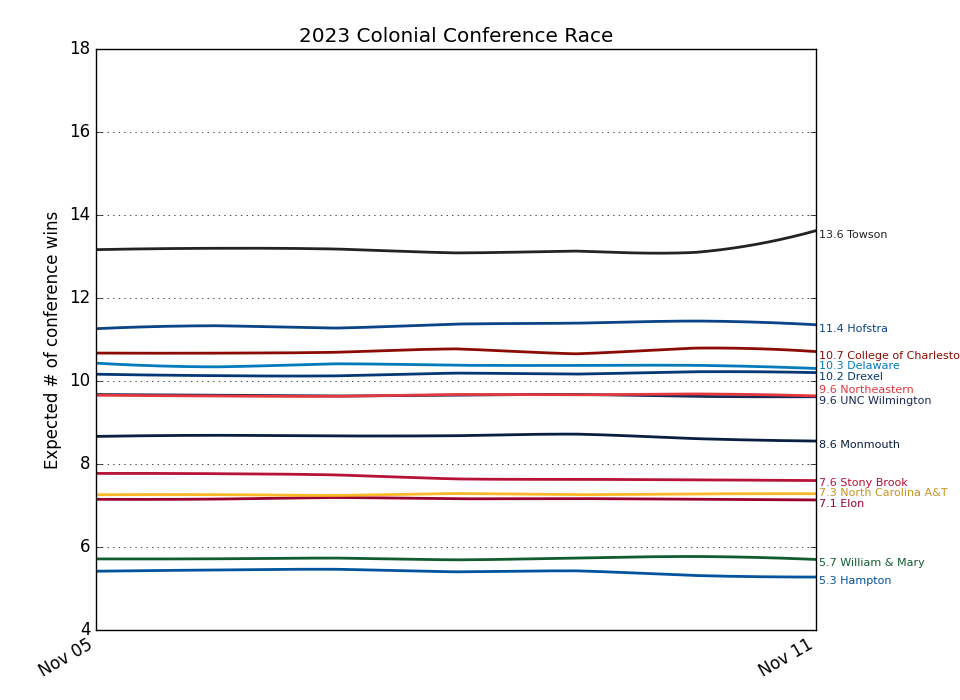 2023 Colonial Conference Race
Expected # of conference wins
18
16
14
12
10
8
6
4
Nov 05
Nov 11
13.6 Towson
11.4 Hofstra
10.7 College of Charlesto
10.3 Delaware
10.2 Drexel
9.6 Northeastern
9.6 UNC Wilmington
8.6 Monmouth
7.6 Stony Brook
7.3 North Carolina A&T
7.1 Elon
5.7 William & Mary
5.3 Hampton